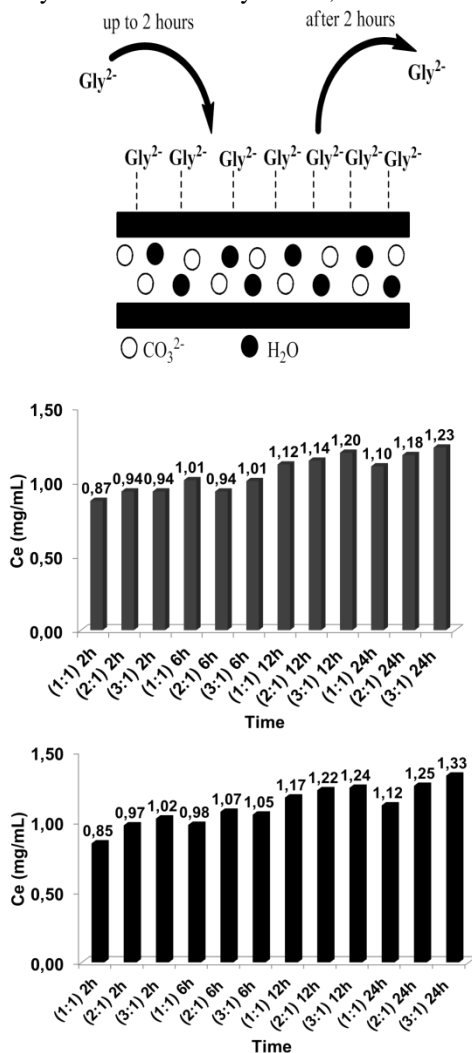 up to 2 hours
after 2 hours
Gly2-
Gly2-
Gly2- Gly2- Gly2- Gly2- Gly2- Gly2- Gly2-
CO32-
H2O
1,50
1,00
0,50
0,00
Ce (mg/mL)
0,87
0,94
0,94
1,01
0,94
1,01
1,12
1,14
1,20
1,10
1,18
1,23
(1:1) 2h
(2:1) 2h
(3:1) 2h
(1:1) 6h
(2:1) 6h
(3:1) 6h
(1:1) 12h
(2:1) 12h
(3:1) 12h
(1:1) 24h
(2:1) 24h
(3:1) 24h
Time
1,50
1,00
0,50
0,00
Ce (mg/mL)
0,85
0,97
1,02
0,98
1,07
1,05
1,17
1,22
1,24
1,12
1,25
1,33
(1:1) 2h
(2:1) 2h
(3:1) 2h
(1:1) 6h
(2:1) 6h
(3:1) 6h
(1:1) 12h
(2:1) 12h
(3:1) 12h
(1:1) 24h
(2:1) 24h
(3:1) 24h
Time